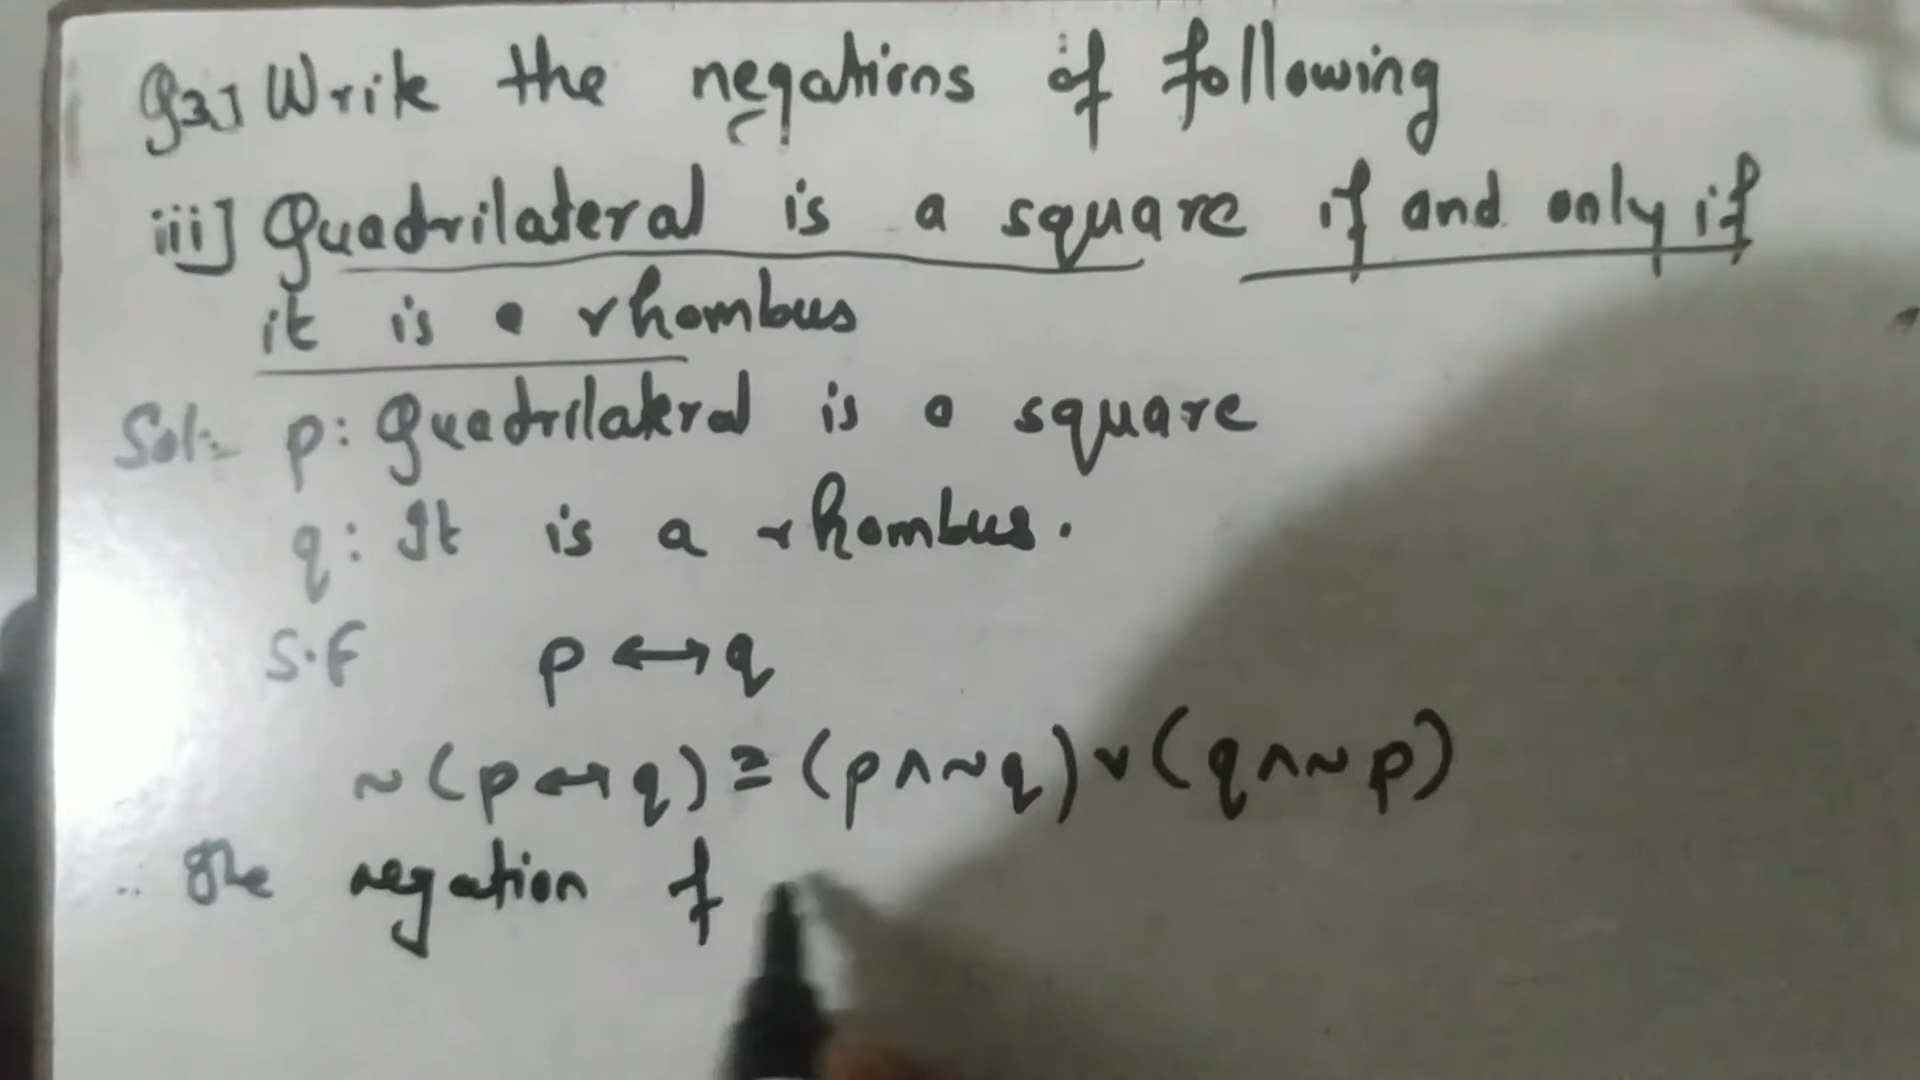 Q3] Write the negations of following
iii] Quadrilateral is a square if and only if
it is a rhombus
Sol:- p: Quadrilateral is a square
q: It is a rhombus.
S.F p ↔ q
~(p ↔ q) ≡ (p ∧ ~q) ∨ (q ∧ ~p)
∴ The negation of